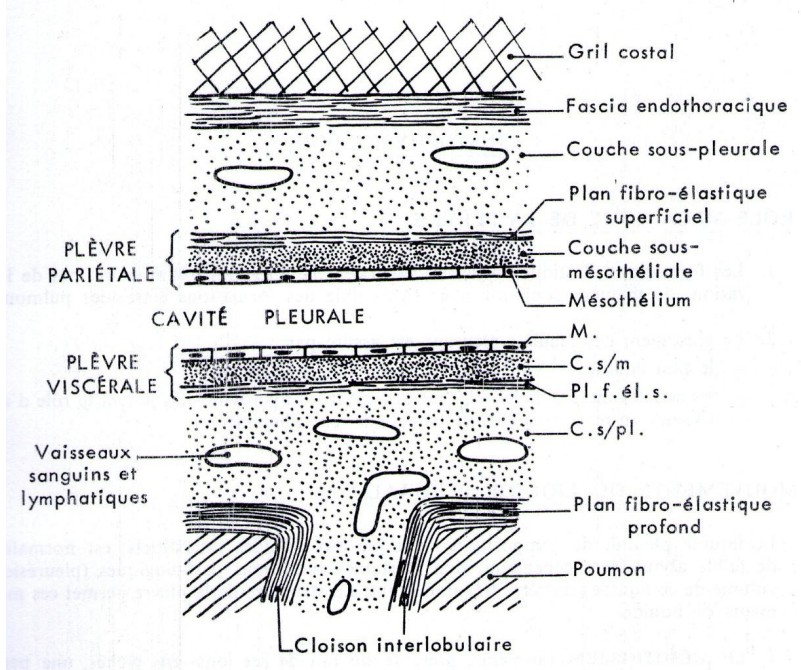 Gril costal
Fascia endothoracique
Couche sous-pleurale
Plan fibro-élastique
superficiel
PLÈVRE
PARIÉTALE
Couche sous-
mésothéliale
Mésothélium
CAVITÉ PLEURALE
M.
PLÈVRE
VISCÉRALE
C.s/m
Pl.f.él.s.
C.s/pl.
Vaisseaux
sanguins et
lymphatiques
Plan fibro-élastique
profond
Poumon
Cloison interlobulaire